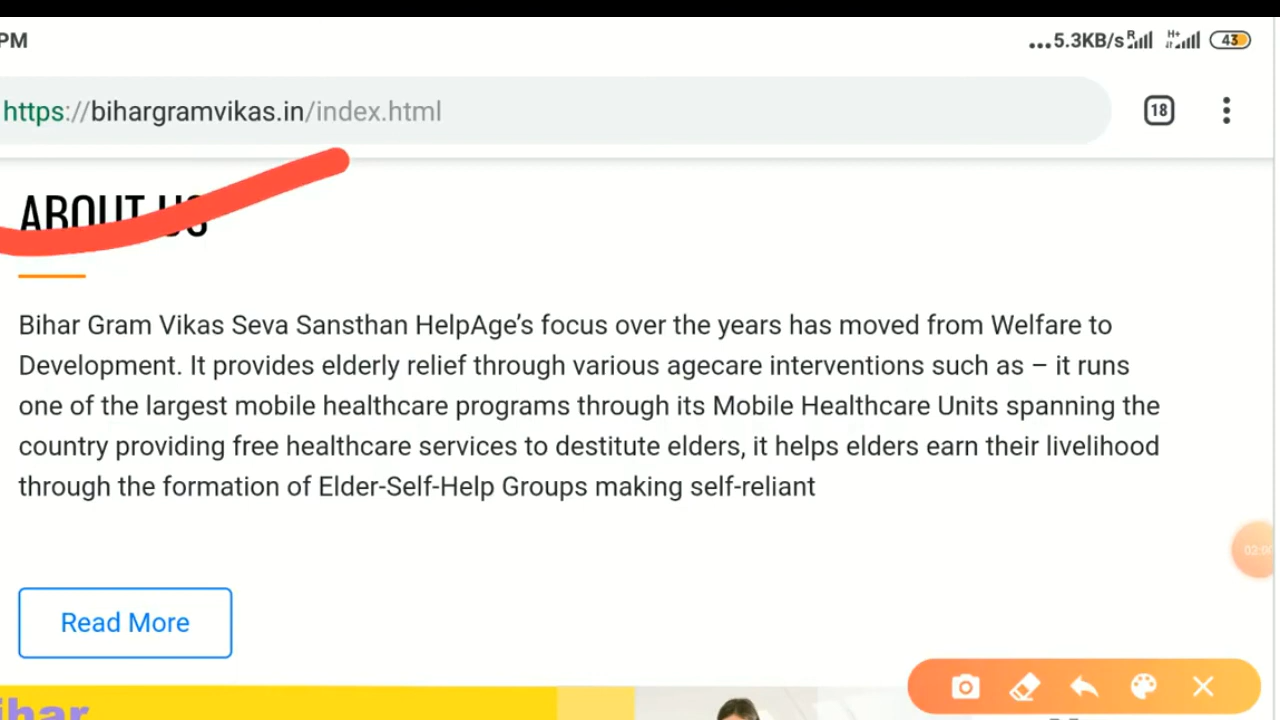 PM
...5.3KB/s R H+ 43
https://bihargramvikas.in/index.html 18
ABOUT US
Bihar Gram Vikas Seva Sansthan HelpAge’s focus over the years has moved from Welfare to
Development. It provides elderly relief through various agecare interventions such as – it runs
one of the largest mobile healthcare programs through its Mobile Healthcare Units spanning the
country providing free healthcare services to destitute elders, it helps elders earn their livelihood
through the formation of Elder-Self-Help Groups making self-reliant
Read More
ihar